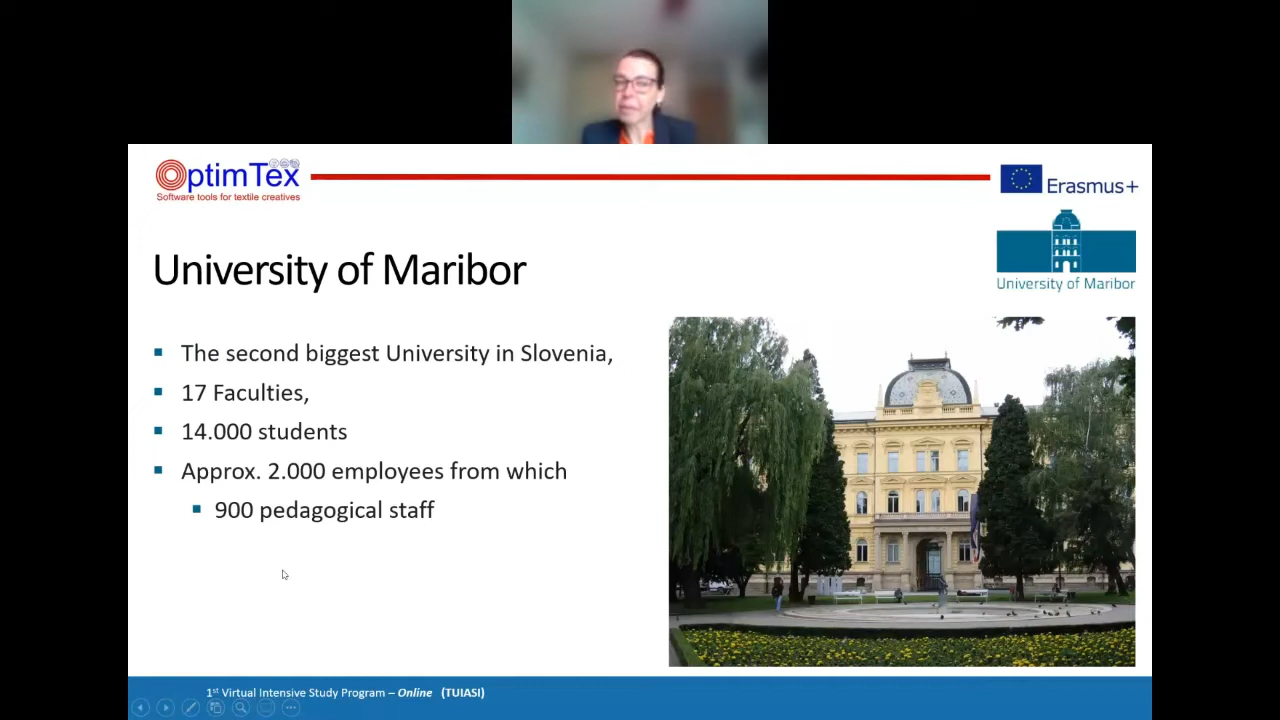 OptimTex
Software tools for textile creatives
Erasmus+
University of Maribor
University of Maribor
▪ The second biggest University in Slovenia,
▪ 17 Faculties,
▪ 14.000 students
▪ Approx. 2.000 employees from which
▪ 900 pedagogical staff
1st Virtual Intensive Study Program – Online (TUIASI)